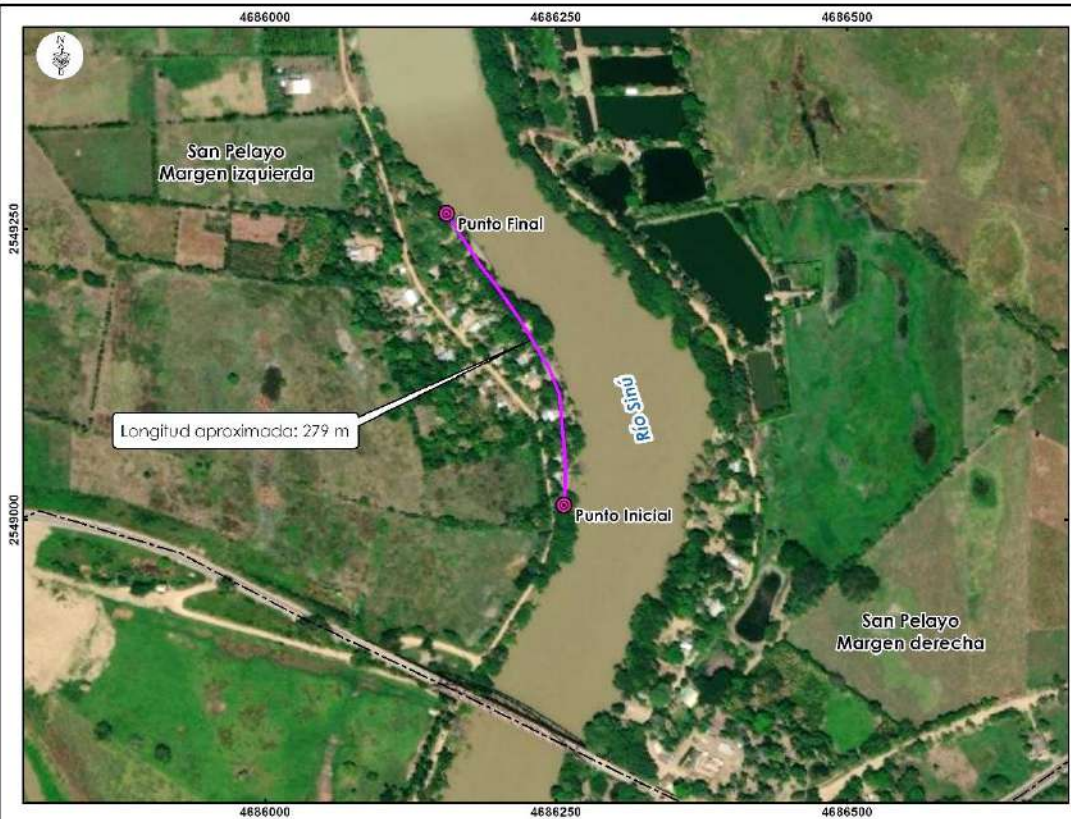 4686000
4686250
4686500
San Pelayo
Margen izquierda
2549250
Punto Final
Río Sinú
Longitud aproximada: 279 m
2549000
Punto Inicial
San Pelayo
Margen derecha
4686000
4686250
4686500